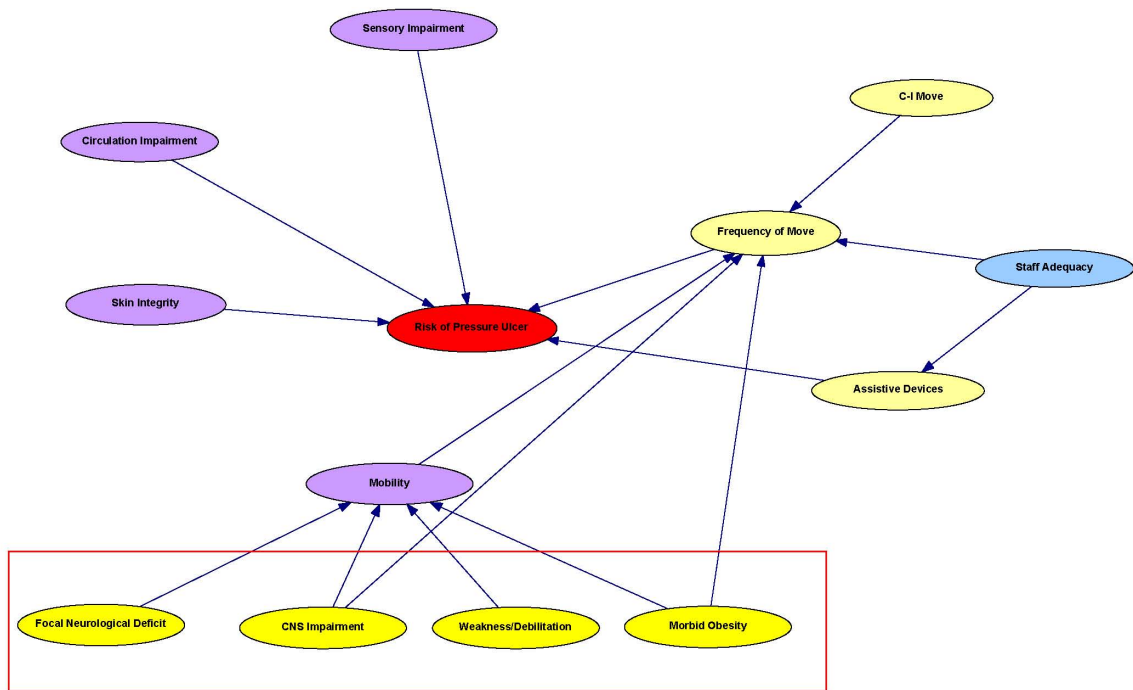 Sensory Impairment
C-I Move
Circulation Impairment
Frequency of Move
Staff Adequacy
Skin Integrity
Risk of Pressure Ulcer
Assistive Devices
Mobility
Focal Neurological Deficit
CNS Impairment
Weakness/Debilitation
Morbid Obesity